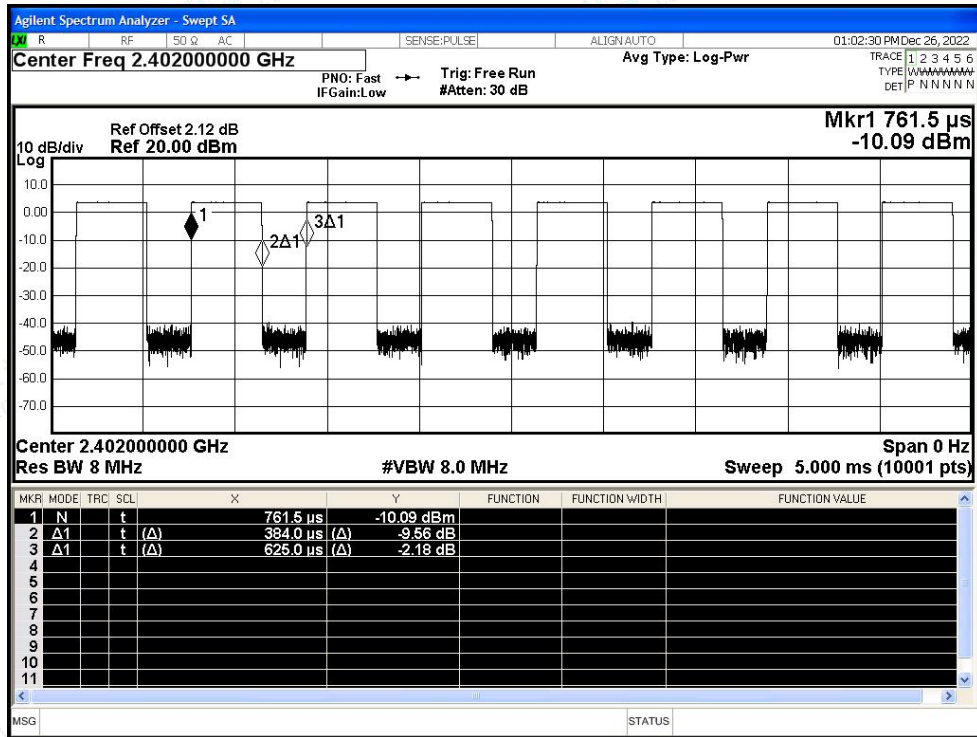 Agilent Spectrum Analyzer - Swept SA
LXI R RF 50 Ω AC SENSE:PULSE ALIGN AUTO 01:02:30 PM Dec 26, 2022
Center Freq 2.402000000 GHz Avg Type: Log-Pwr TRACE 1 2 3 4 5 6
PNO: Fast Trig: Free Run TYPE
IFGain:Low #Atten: 30 dB DET P N N N N N
Mkr1 761.5 µs
Ref Offset 2.12 dB
10 dB/div Ref 20.00 dBm -10.09 dBm
Log
10.0
0.00
1
3Δ1
-10.0
2Δ1
-20.0
-30.0
-40.0
-50.0
-60.0
-70.0
Center 2.402000000 GHz Span 0 Hz
Res BW 8 MHz #VBW 8.0 MHz Sweep 5.000 ms (10001 pts)
MKR MODE TRC SCL X Y FUNCTION FUNCTION WIDTH FUNCTION VALUE
1 N t 761.5 µs -10.09 dBm
2 Δ1 t (Δ) 384.0 µs (Δ) -9.56 dB
3 Δ1 t (Δ) 625.0 µs (Δ) -2.18 dB
4
5
6
7
8
9
10
11
MSG STATUS